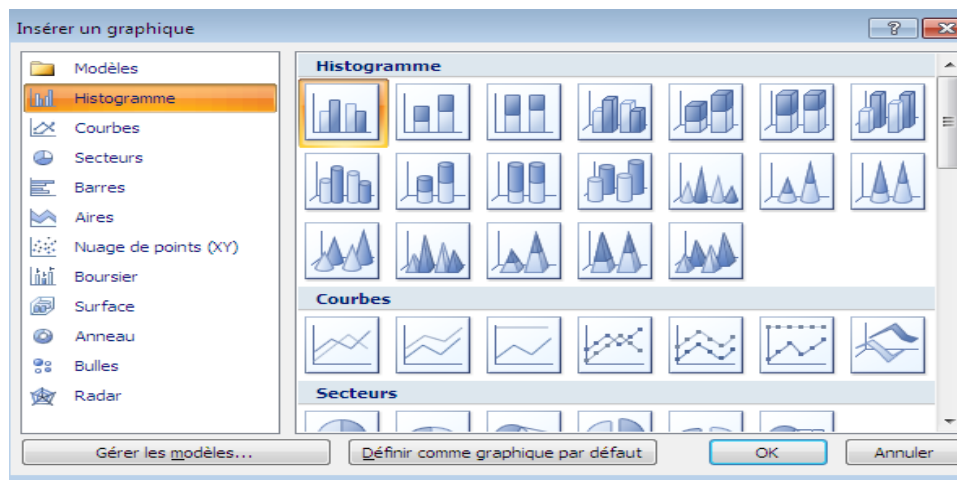 Insérer un graphique
Modèles
Histogramme
Courbes
Secteurs
Barres
Aires
Nuage de points (XY)
Boursier
Surface
Anneau
Bulles
Radar
Histogramme
Courbes
Secteurs
Gérer les modèles...
Définir comme graphique par défaut
OK
Annuler